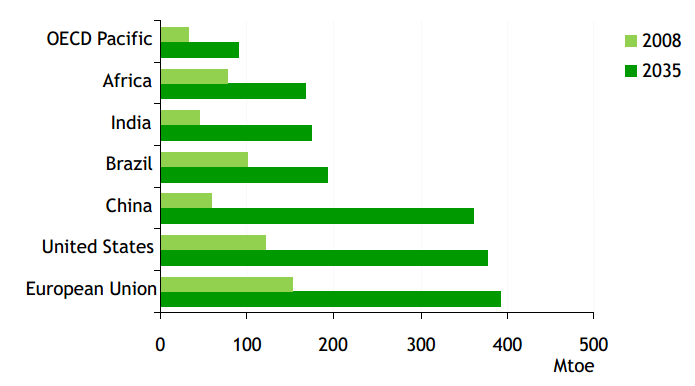 OECD Pacific
Africa
India
Brazil
China
United States
European Union
0 100 200 300 400 500
Mtoe
2008
2035